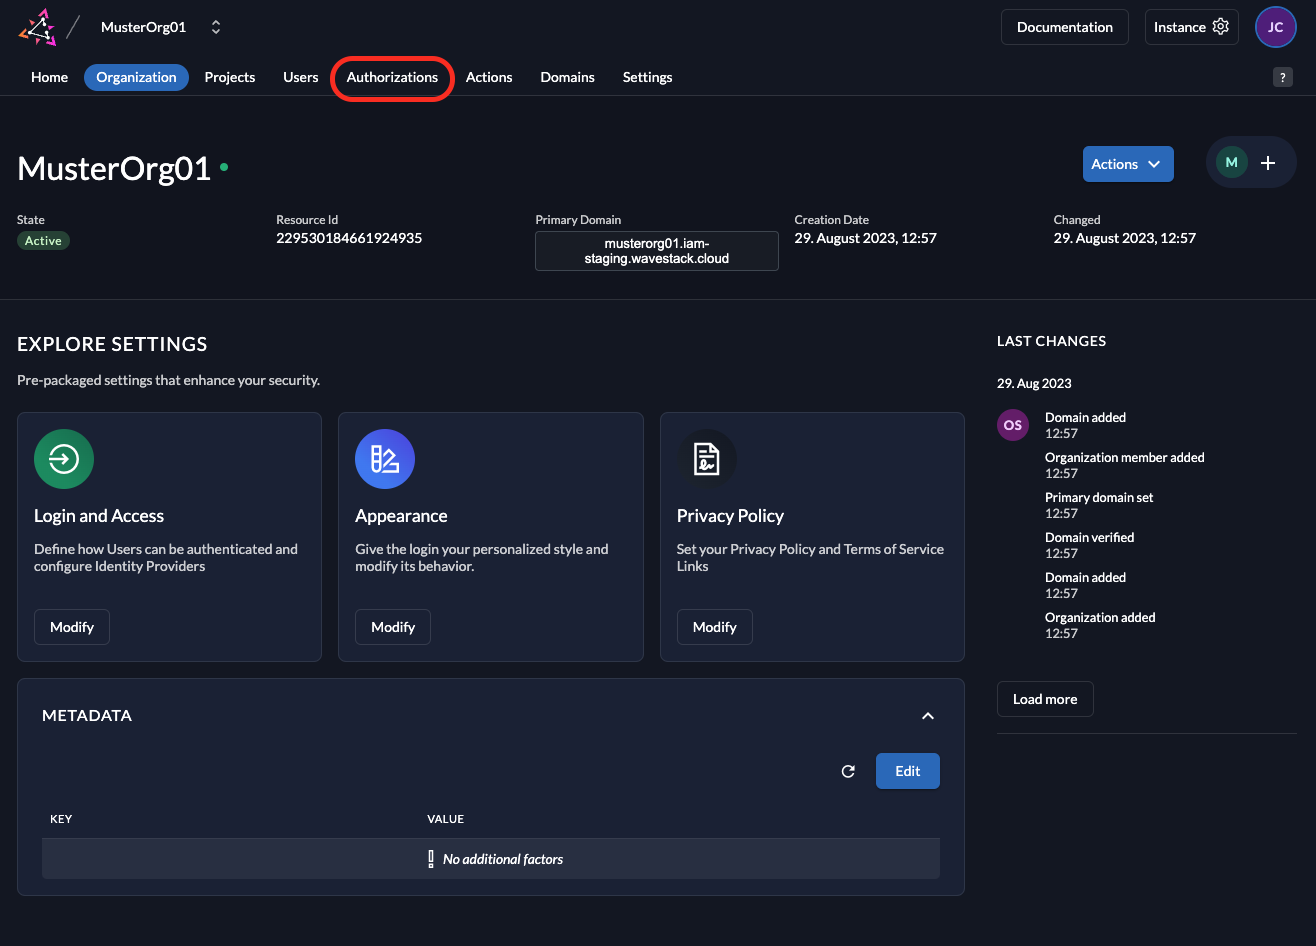 MusterOrg01
Documentation
Instance
JC
Home
Organization
Projects
Users
Authorizations
Actions
Domains
Settings
?
MusterOrg01
Actions
M
State
Active
Resource Id
229530184661924935
Primary Domain
musterorg01.iam-
staging.wavestack.cloud
Creation Date
29. August 2023, 12:57
Changed
29. August 2023, 12:57
EXPLORE SETTINGS
Pre-packaged settings that enhance your security.
Login and Access
Define how Users can be authenticated and
configure Identity Providers
Modify
Appearance
Give the login your personalized style and
modify its behavior.
Modify
Privacy Policy
Set your Privacy Policy and Terms of Service
Links
Modify
METADATA
Edit
KEY
VALUE
No additional factors
LAST CHANGES
29. Aug 2023
OS
Domain added
12:57
Organization member added
12:57
Primary domain set
12:57
Domain verified
12:57
Domain added
12:57
Organization added
12:57
Load more